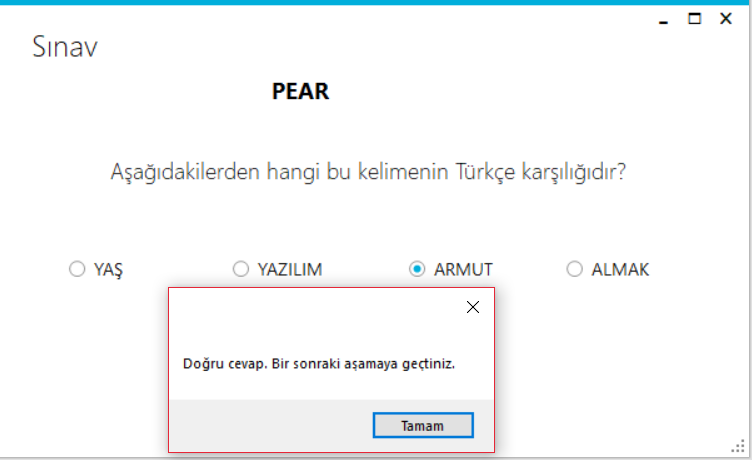 Sınav
PEAR
Aşağıdakilerden hangi bu kelimenin Türkçe karşılığıdır?
YAŞ YAZILIM ARMUT ALMAK
Doğru cevap. Bir sonraki aşamaya geçtiniz.
Tamam